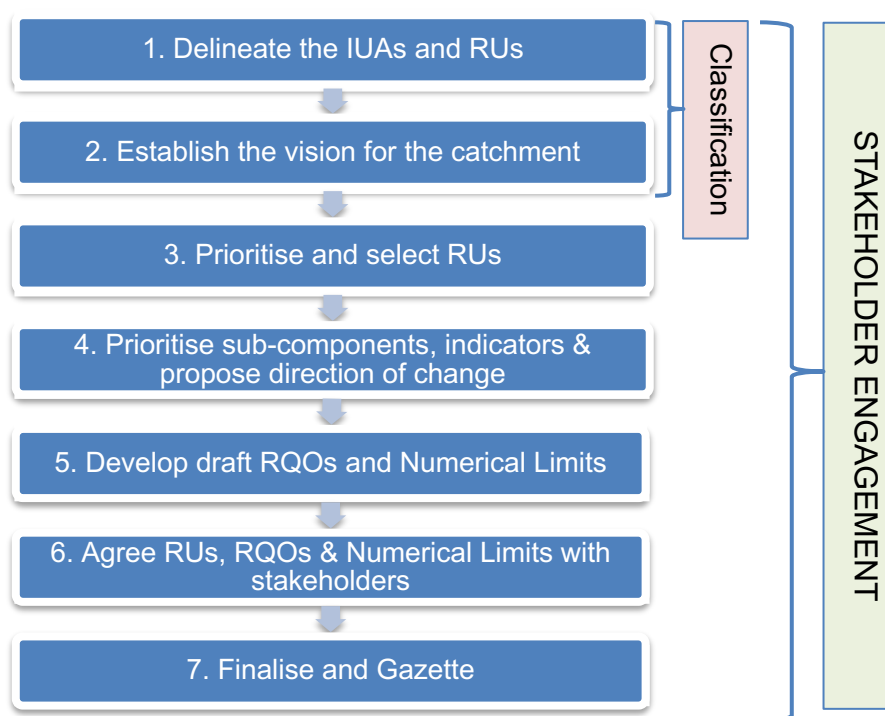 1. Delineate the IUAs and RUs
2. Establish the vision for the catchment
3. Prioritise and select RUs
4. Prioritise sub-components, indicators &
propose direction of change
5. Develop draft RQOs and Numerical Limits
6. Agree RUs, RQOs & Numerical Limits with
stakeholders
7. Finalise and Gazette
Classification
STAKEHOLDER ENGAGEMENT